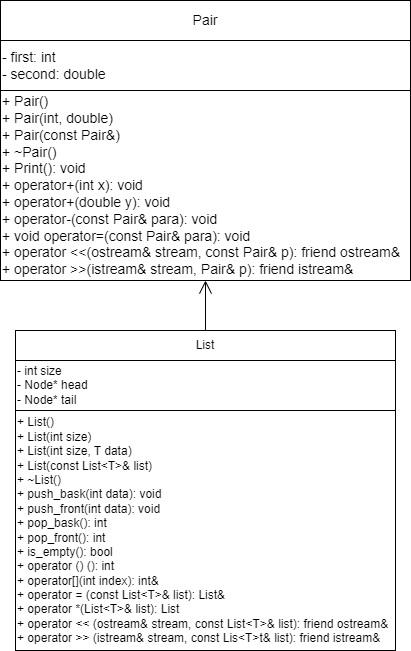 Pair
- first: int
- second: double
+ Pair()
+ Pair(int, double)
+ Pair(const Pair&)
+ ~Pair()
+ Print(): void
+ operator+(int x): void
+ operator+(double y): void
+ operator-(const Pair& para): void
+ void operator=(const Pair& para): void
+ operator <<(ostream& stream, const Pair& p): friend ostream&
+ operator >>(istream& stream, Pair& p): friend istream&
List
- int size
- Node* head
- Node* tail
+ List()
+ List(int size)
+ List(int size, T data)
+ List(const List<T>& list)
+ ~List()
+ push_bask(int data): void
+ push_front(int data): void
+ pop_bask(): int
+ pop_front(): int
+ is_empty(): bool
+ operator () (): int
+ operator[](int index): int&
+ operator = (const List<T>& list): List&
+ operator *(List<T>& list): List
+ operator << (ostream& stream, const List<T>& list): friend ostream&
+ operator >> (istream& stream, const Lis<T>t& list): friend istream&